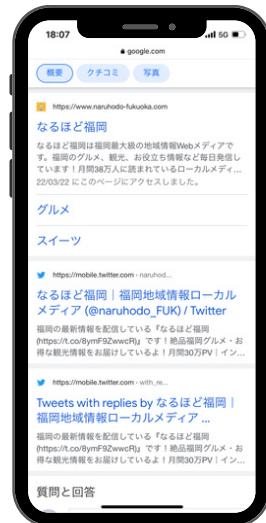 18:07
5G
google.com
概要
クチコミ
写真
https://www.naruhodo-fukuoka.com
なるほど福岡
なるほど福岡は福岡最大級の地域情報Webメディアで
す。福岡のグルメ、観光、お役立ち情報など毎日発信し
ています！月間38万人に読まれているローカルメディ...
22/03/22 にこのページにアクセスしました。
グルメ
スイーツ
https://mobile.twitter.com › naruhod...
なるほど福岡｜福岡地域情報ローカル
メディア (@naruhodo_FUK) / Twitter
福岡の最新情報を配信している『なるほど福岡
(https://t.co/8ymF9ZwwcR)』です！絶品福岡グルメ・お
得な観光情報をお届けしているよ！月間30万PV｜イン...
https://mobile.twitter.com › with_re...
Tweets with replies by なるほど福岡｜
福岡地域情報ローカルメディア ...
福岡の最新情報を配信している『なるほど福岡
(https://t.co/8ymF9ZwwcR)』です！絶品福岡グルメ・お
得な観光情報をお届けしているよ！月間30万PV｜イン...
質問と回答